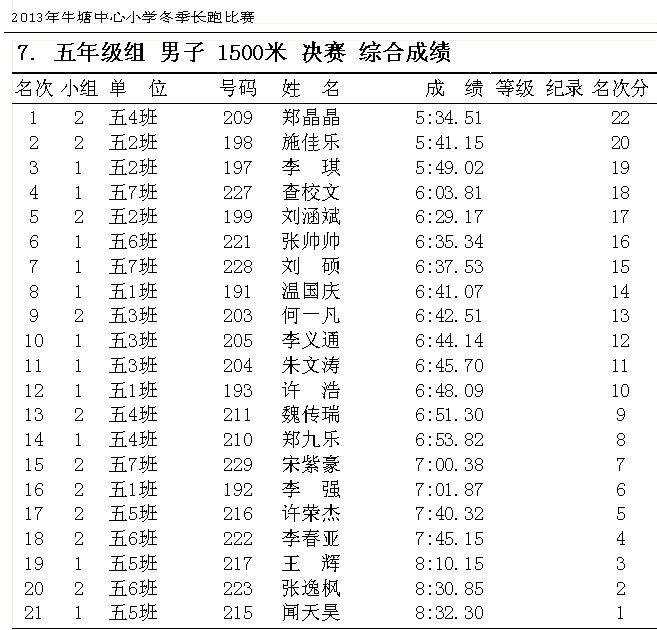 2013年牛塘中心小学冬季长跑比赛
7. 五年级组 男子 1500米 决赛 综合成绩
名次 小组 单 位 号码 姓 名 成 绩 等级 纪录 名次分
1 2 五4班 209 郑晶晶 5:34.51 22
2 2 五2班 198 施佳乐 5:41.15 20
3 1 五2班 197 李 琪 5:49.02 19
4 1 五7班 227 查校文 6:03.81 18
5 2 五2班 199 刘涵斌 6:29.17 17
6 1 五6班 221 张帅帅 6:35.34 16
7 1 五7班 228 刘 硕 6:37.53 15
8 1 五1班 191 温国庆 6:41.07 14
9 2 五3班 203 何一凡 6:42.51 13
10 1 五3班 205 李义通 6:44.14 12
11 1 五3班 204 朱文涛 6:45.70 11
12 1 五1班 193 许 浩 6:48.09 10
13 2 五4班 211 魏传瑞 6:51.30 9
14 1 五4班 210 郑九乐 6:53.82 8
15 2 五7班 229 宋紫豪 7:00.38 7
16 2 五1班 192 李 强 7:01.87 6
17 2 五5班 216 许荣杰 7:40.32 5
18 2 五6班 222 李春亚 7:45.15 4
19 1 五5班 217 王 辉 8:10.15 3
20 2 五6班 223 张逸枫 8:30.85 2
21 1 五5班 215 闻天昊 8:32.30 1